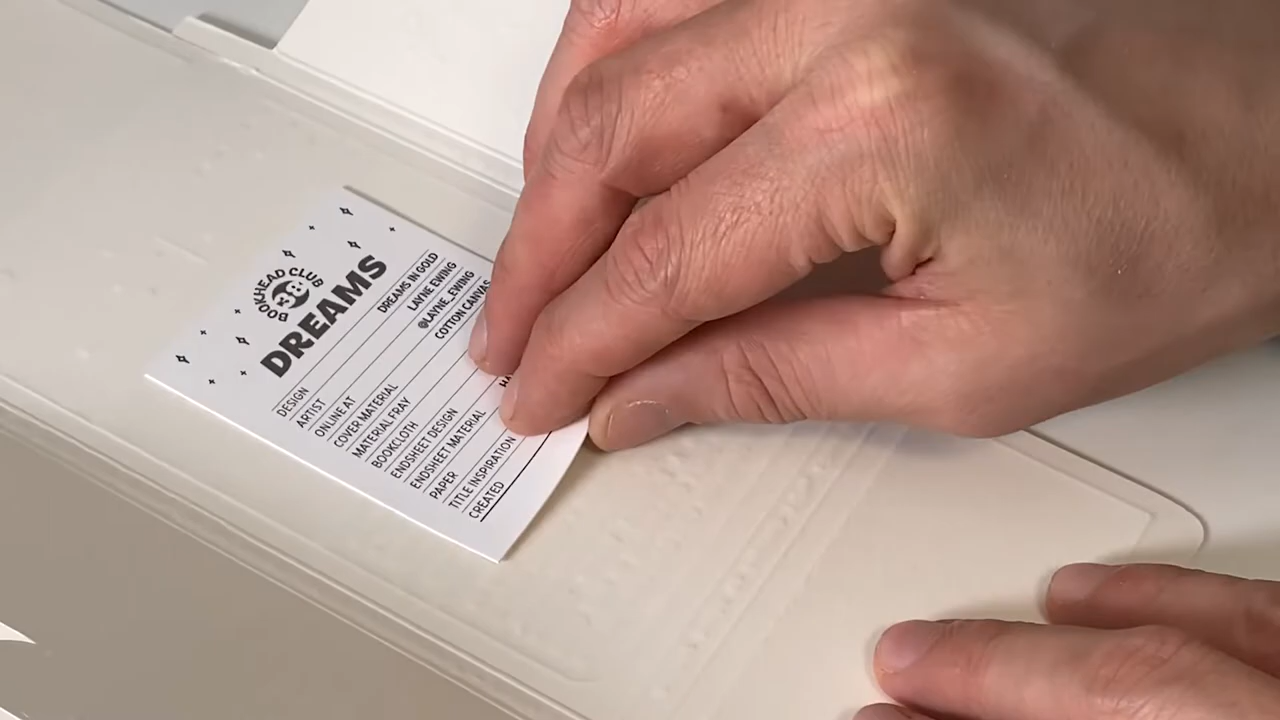 BOOKHEAD CLUB
38
DREAMS
DESIGN DREAMS IN GOLD
ARTIST LAYNE EWING
ONLINE AT @LAYNE_EWING
COVER MATERIAL COTTON CANVAS
MATERIAL FRAY
BOOKCLOTH
ENDSHEET DESIGN
ENDSHEET MATERIAL
PAPER
TITLE INSPIRATION
CREATED